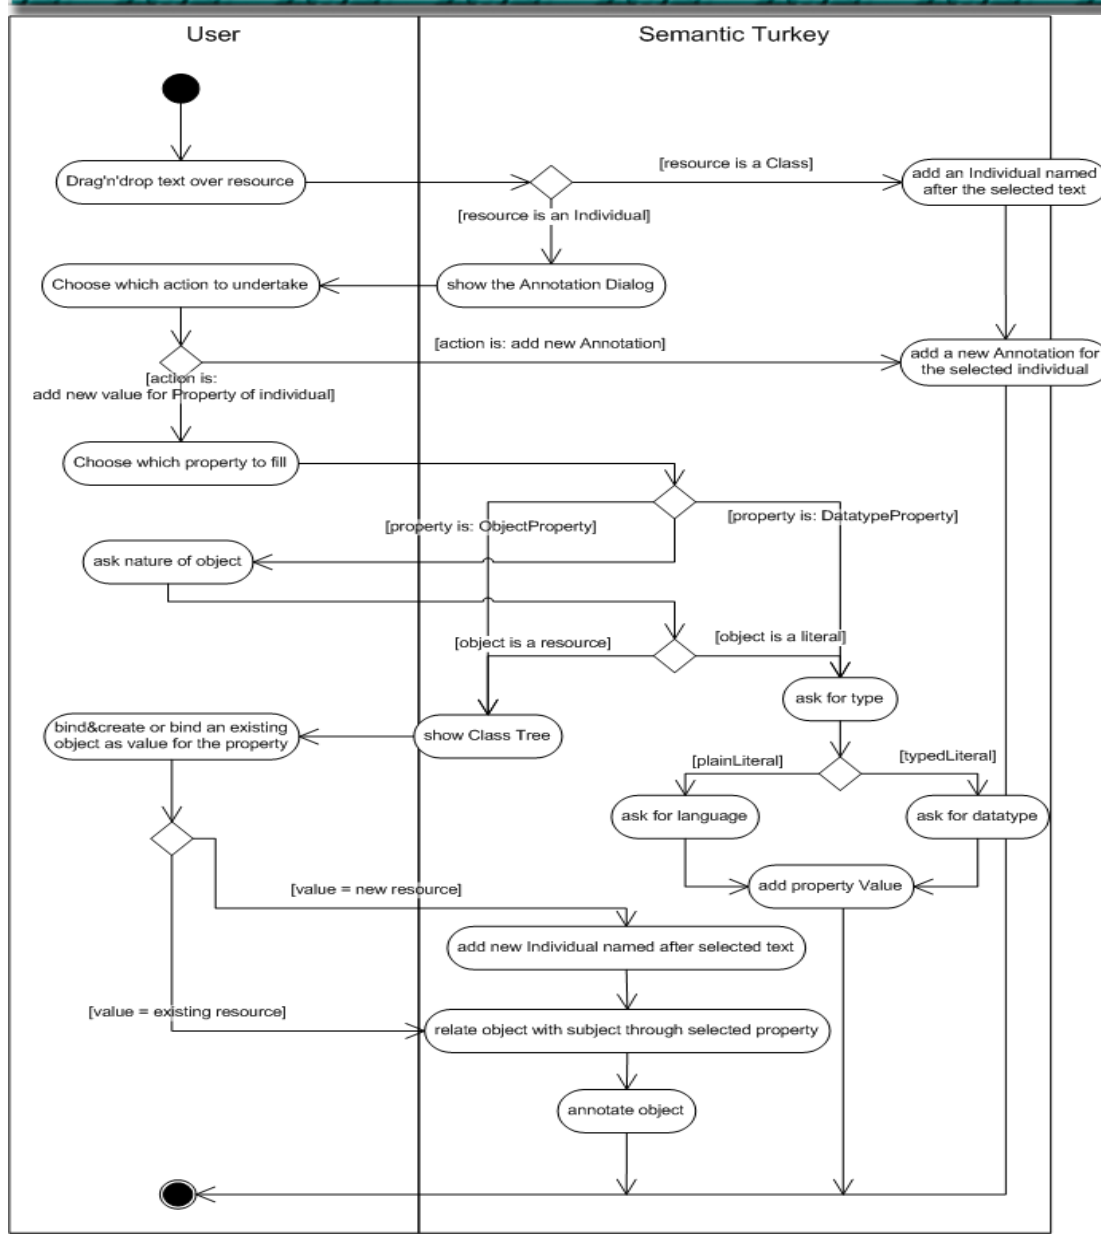 User
Semantic Turkey
[resource is a Class]
Drag'n'drop text over resource
add an Individual named
after the selected text
[resource is an Individual]
Choose which action to undertake
show the Annotation Dialog
[action is: add new Annotation]
add a new Annotation for
the selected individual
[action is:
add new value for Property of individual]
Choose which property to fill
[property is: ObjectProperty]
[property is: DatatypeProperty]
ask nature of object
[object is a resource]
[object is a literal]
ask for type
bind&create or bind an existing
object as value for the property
show Class Tree
[plainLiteral]
[typedLiteral]
ask for language
ask for datatype
[value = new resource]
add property Value
add new Individual named after selected text
[value = existing resource]
relate object with subject through selected property
annotate object